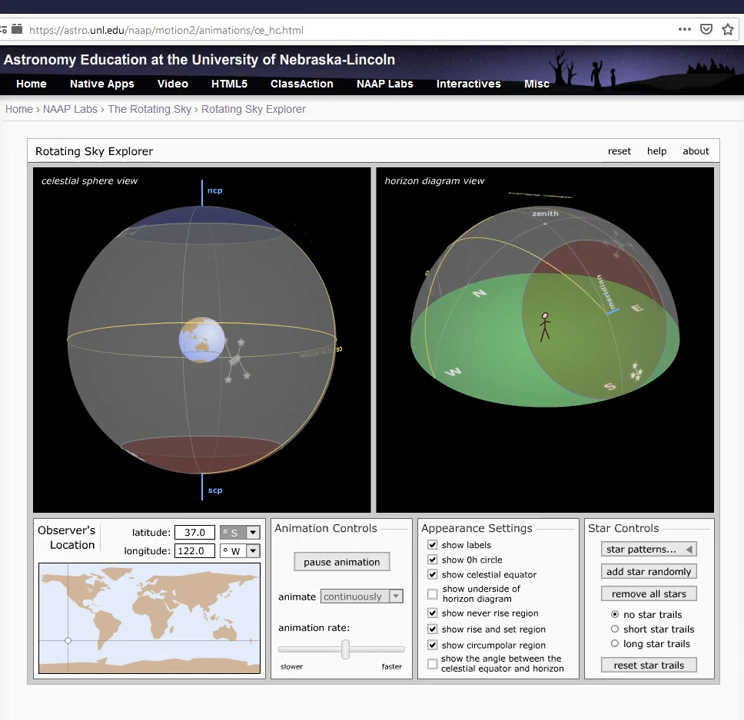 https://astro.unl.edu/naap/motion2/animations/ce_hc.html
Astronomy Education at the University of Nebraska-Lincoln
Home Native Apps Video HTML5 ClassAction NAAP Labs Interactives Misc
Home › NAAP Labs › The Rotating Sky › Rotating Sky Explorer
Rotating Sky Explorer reset help about
celestial sphere view
ncp
scp
horizon diagram view
zenith
meridian
N
E
W
S
Observer's
Location
latitude: 37.0 ° S
longitude: 122.0 ° W
Animation Controls
pause animation
animate continuously
animation rate:
slower faster
Appearance Settings
show labels
show 0h circle
show celestial equator
show underside of
horizon diagram
show never rise region
show rise and set region
show circumpolar region
show the angle between the
celestial equator and horizon
Star Controls
star patterns...
add star randomly
remove all stars
no star trails
short star trails
long star trails
reset star trails